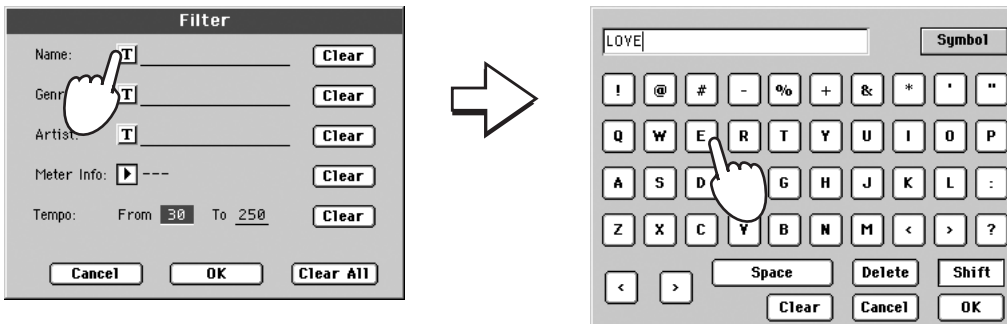 Filter
Name: T Clear
Genr T Clear
Artist: T Clear
Meter Info: --- Clear
Tempo: From 30 To 250 Clear
Cancel OK Clear All
LOVE Symbol
! @ # - % + & * ' "
Q W E R T Y U I O P
A S D G H J K L :
Z X C V B N M < > ?
< > Space Delete Shift
Clear Cancel OK